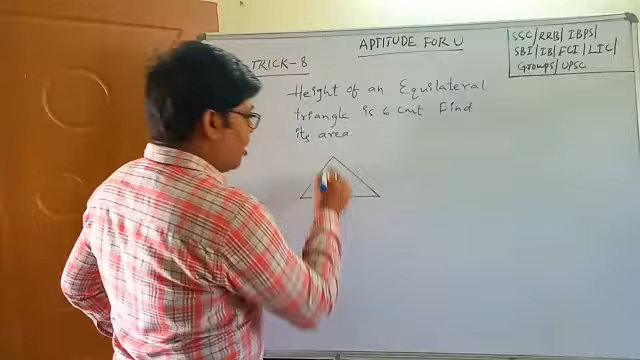 TRICK-8
APTITUDE FOR U
SSC/RRB/IBPS/
SBI/IB/FCI/LIC/
Groups/UPSC
Height of an Equilateral
triangle is 6 cmt Find
its area.